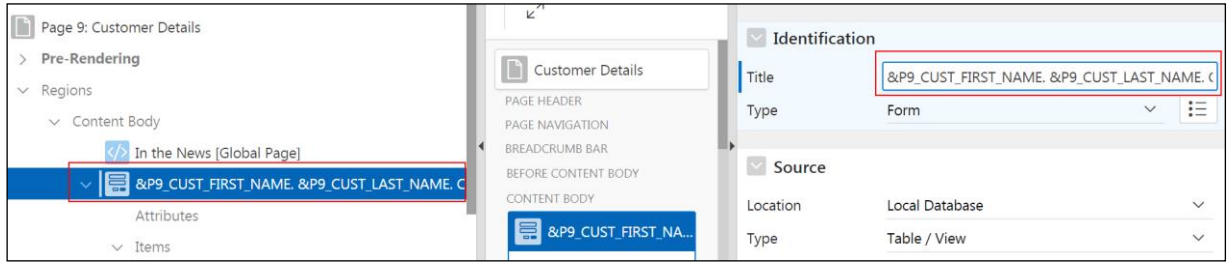 Page 9: Customer Details
Pre-Rendering
Regions
Content Body
In the News [Global Page]
&P9_CUST_FIRST_NAME. &P9_CUST_LAST_NAME. C
Attributes
Items
Customer Details
PAGE HEADER
PAGE NAVIGATION
BREADCRUMB BAR
BEFORE CONTENT BODY
CONTENT BODY
&P9_CUST_FIRST_NA...
Identification
Title &P9_CUST_FIRST_NAME. &P9_CUST_LAST_NAME. C
Type Form
Source
Location Local Database
Type Table / View